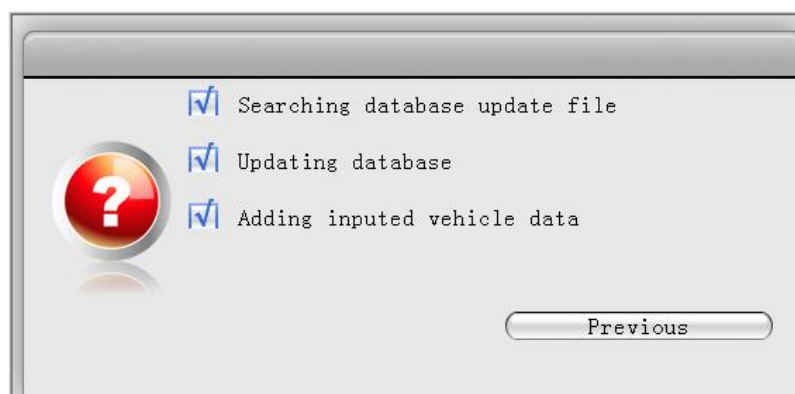 Searching database update file
Updating database
?
Adding inputed vehicle data
Previous